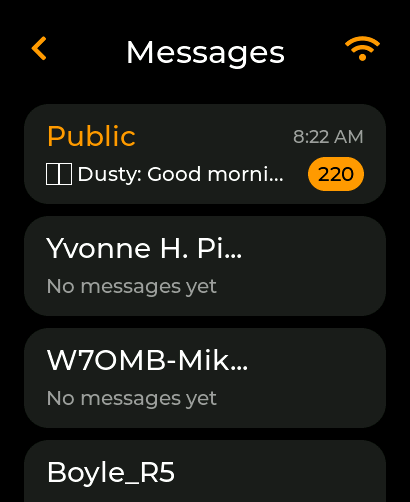 Messages
Public
8:22 AM
Dusty: Good morni...
220
Yvonne H. Pi...
No messages yet
W7OMB-Mik...
No messages yet
Boyle_R5